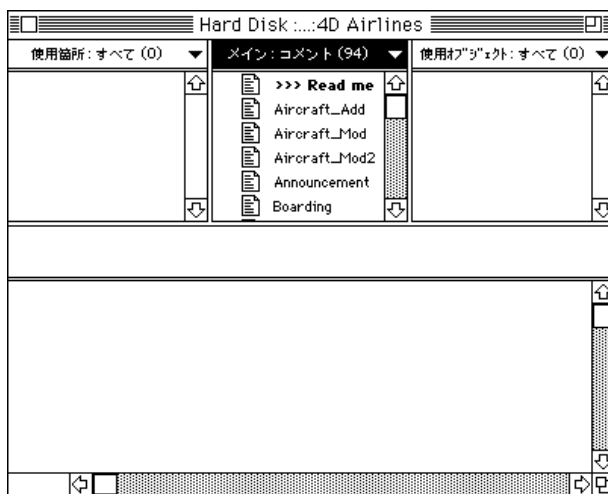 Hard Disk :...:4D Airlines
使用箇所：すべて (0)
メイン：コメント (94)
使用ｵﾌﾞｼﾞｪｸﾄ：すべて (0)
>>> Read me
Aircraft_Add
Aircraft_Mod
Aircraft_Mod2
Announcement
Boarding